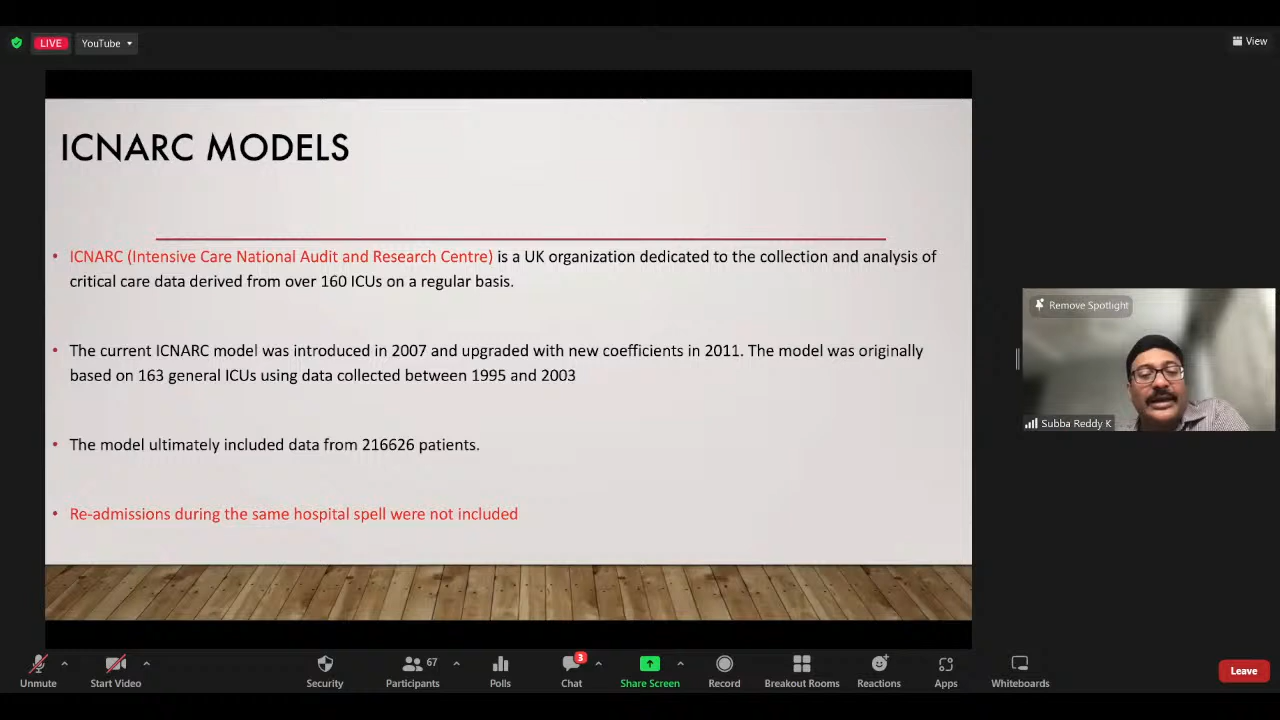 LIVE
YouTube
View
ICNARC MODELS
• ICNARC (Intensive Care National Audit and Research Centre) is a UK organization dedicated to the collection and analysis of
critical care data derived from over 160 ICUs on a regular basis.
• The current ICNARC model was introduced in 2007 and upgraded with new coefficients in 2011. The model was originally
based on 163 general ICUs using data collected between 1995 and 2003
• The model ultimately included data from 216626 patients.
• Re-admissions during the same hospital spell were not included
Remove Spotlight
Subba Reddy K
67
3
Unmute
Start Video
Security
Participants
Polls
Chat
Share Screen
Record
Breakout Rooms
Reactions
Apps
Whiteboards
Leave